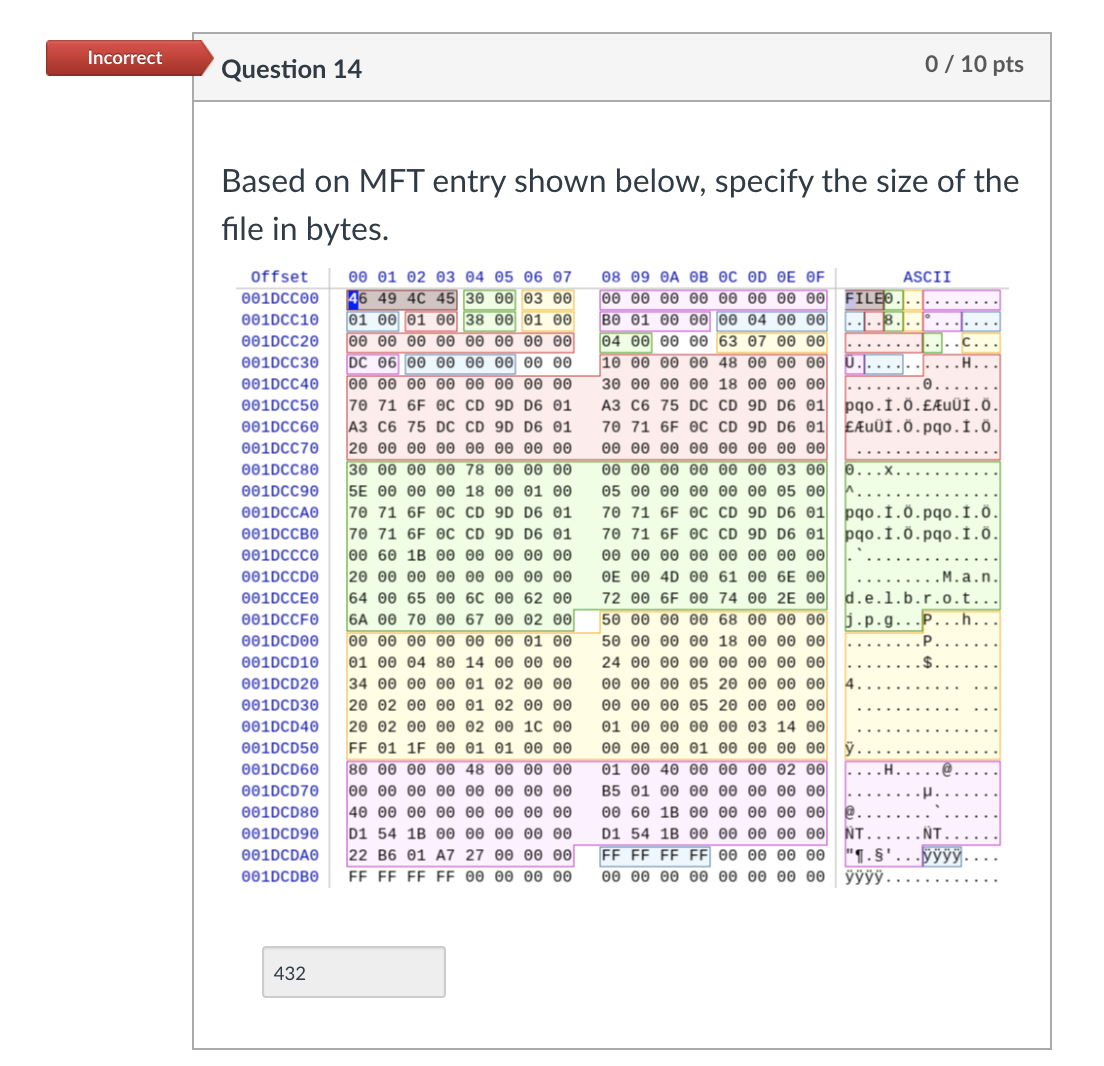 Incorrect
Question 14
0 / 10 pts
Based on MFT entry shown below, specify the size of the
file in bytes.
Offset 00 01 02 03 04 05 06 07 08 09 0A 0B 0C 0D 0E 0F ASCII
001DCC00 46 49 4C 45 30 00 03 00 00 00 00 00 00 00 00 00 FILE0...........
001DCC10 01 00 01 00 38 00 01 00 B0 01 00 00 00 04 00 00 ....8...°.......
001DCC20 00 00 00 00 00 00 00 00 04 00 00 00 63 07 00 00 ............c...
001DCC30 DC 06 00 00 00 00 00 00 10 00 00 00 48 00 00 00 Ü...........H...
001DCC40 00 00 00 00 00 00 00 00 30 00 00 00 18 00 00 00 ........0.......
001DCC50 70 71 6F 0C CD 9D D6 01 A3 C6 75 DC CD 9D D6 01 pqo.Í.Ö.£ÆuÜÍ.Ö.
001DCC60 A3 C6 75 DC CD 9D D6 01 70 71 6F 0C CD 9D D6 01 £ÆuÜÍ.Ö.pqo.Í.Ö.
001DCC70 20 00 00 00 00 00 00 00 00 00 00 00 00 00 00 00 ...............
001DCC80 30 00 00 00 78 00 00 00 00 00 00 00 00 00 03 00 0...x...........
001DCC90 5E 00 00 00 18 00 01 00 05 00 00 00 00 00 05 00 ^...............
001DCCA0 70 71 6F 0C CD 9D D6 01 70 71 6F 0C CD 9D D6 01 pqo.Í.Ö.pqo.Í.Ö.
001DCCB0 70 71 6F 0C CD 9D D6 01 70 71 6F 0C CD 9D D6 01 pqo.Í.Ö.pqo.Í.Ö.
001DCCC0 00 60 1B 00 00 00 00 00 00 00 00 00 00 00 00 00 .`..............
001DCCD0 20 00 00 00 00 00 00 00 0E 00 4D 00 61 00 6E 00 .........M.a.n.
001DCCE0 64 00 65 00 6C 00 62 00 72 00 6F 00 74 00 2E 00 d.e.l.b.r.o.t...
001DCCF0 6A 00 70 00 67 00 02 00 50 00 00 00 68 00 00 00 j.p.g...P...h...
001DCD00 00 00 00 00 00 00 01 00 50 00 00 00 18 00 00 00 ........P.......
001DCD10 01 00 04 80 14 00 00 00 24 00 00 00 00 00 00 00 ........$.......
001DCD20 34 00 00 00 01 02 00 00 00 00 00 05 20 00 00 00 4........... ...
001DCD30 20 02 00 00 01 02 00 00 00 00 00 05 20 00 00 00 ........... ...
001DCD40 20 02 00 00 02 00 1C 00 01 00 00 00 00 03 14 00 ...............
001DCD50 FF 01 1F 00 01 01 00 00 00 00 00 01 00 00 00 00 ÿ...............
001DCD60 80 00 00 00 48 00 00 00 01 00 40 00 00 00 02 00 ....H.....@.....
001DCD70 00 00 00 00 00 00 00 00 B5 01 00 00 00 00 00 00 ........µ.......
001DCD80 40 00 00 00 00 00 00 00 00 60 1B 00 00 00 00 00 @........`......
001DCD90 D1 54 1B 00 00 00 00 00 D1 54 1B 00 00 00 00 00 ÑT......ÑT......
001DCDA0 22 B6 01 A7 27 00 00 00 FF FF FF FF 00 00 00 00 "¶.§'...ÿÿÿÿ....
001DCDB0 FF FF FF FF 00 00 00 00 00 00 00 00 00 00 00 00 ÿÿÿÿ............
432